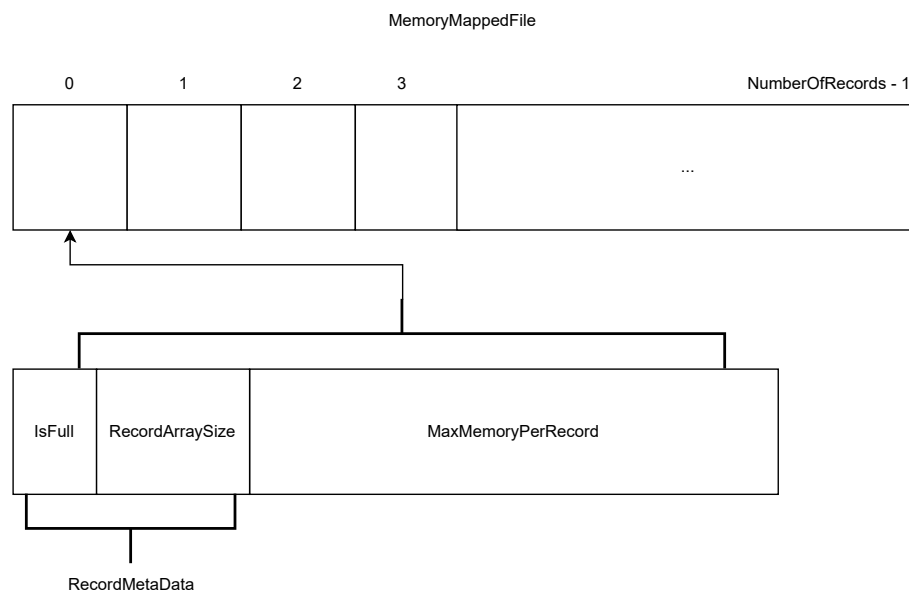 MemoryMappedFile
0 1 2 3 NumberOfRecords - 1
...
IsFull RecordArraySize MaxMemoryPerRecord
RecordMetaData